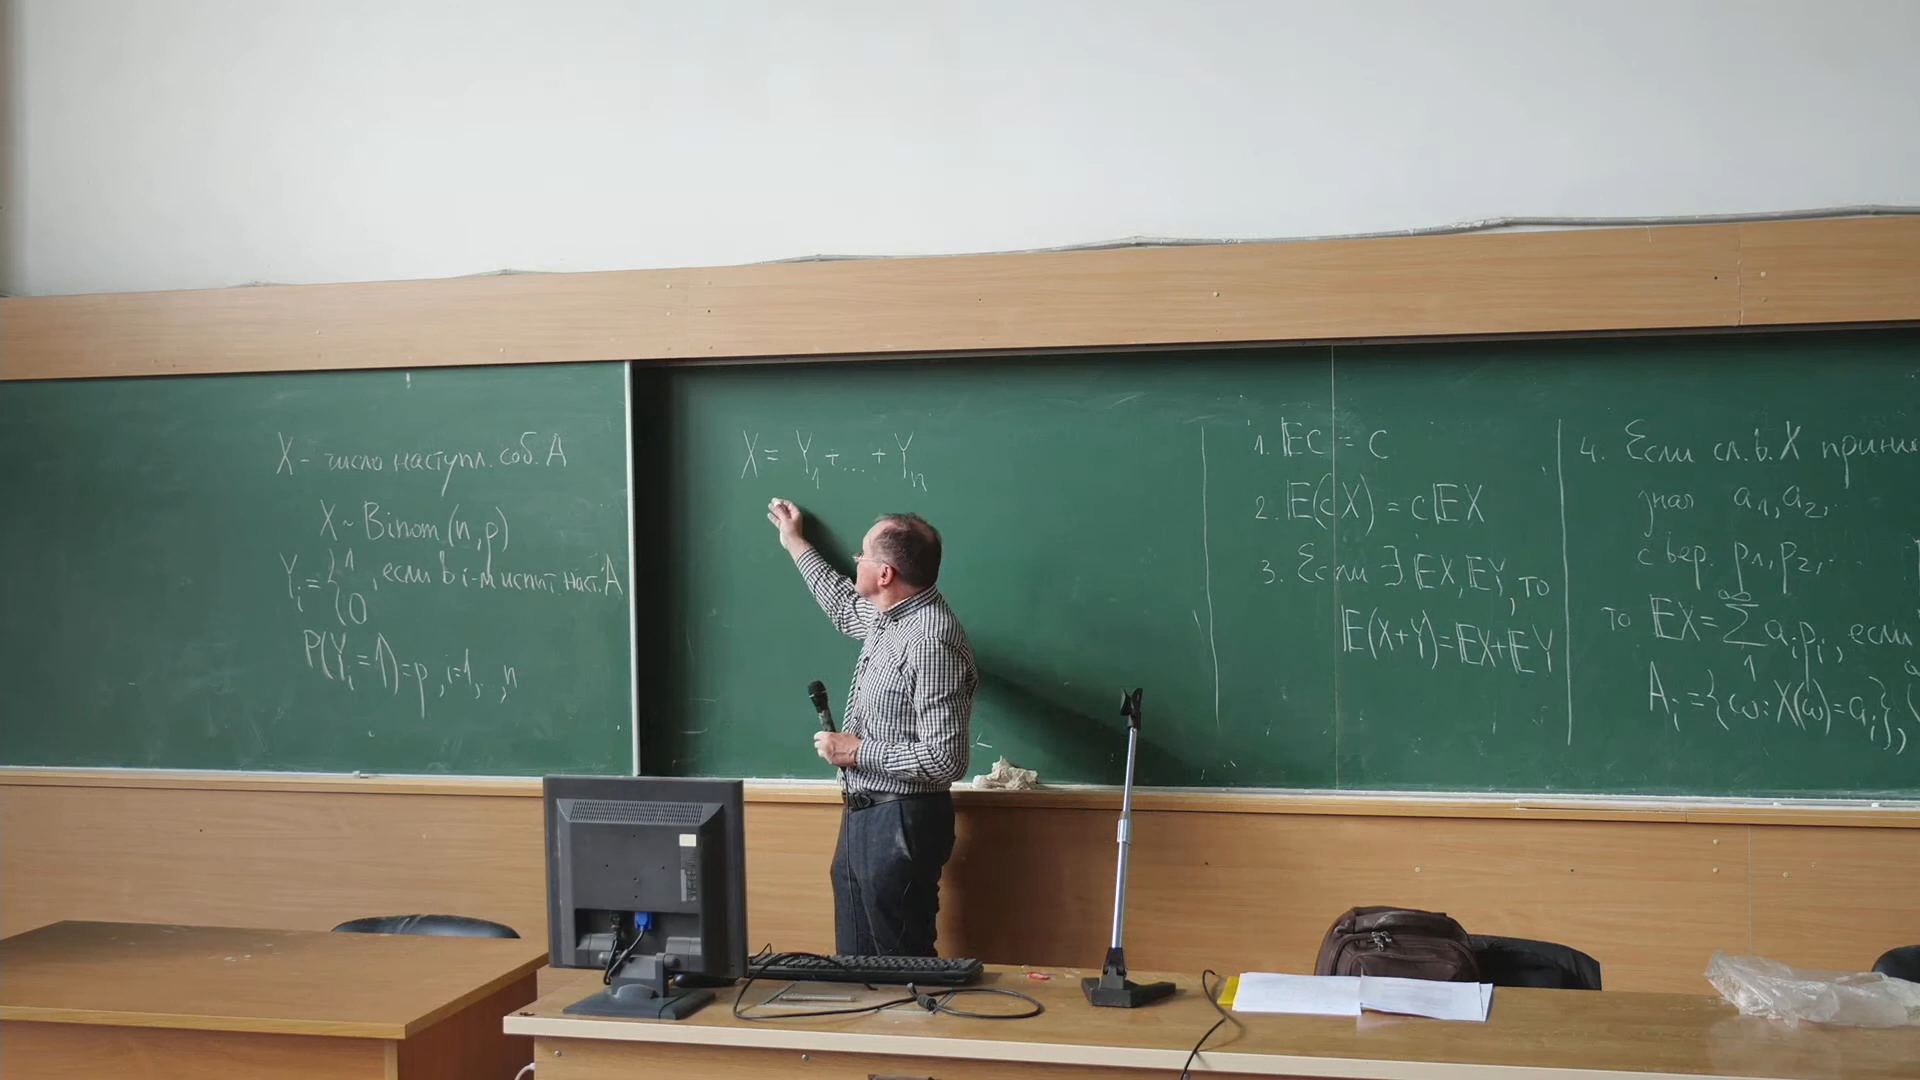 X - число наступл. соб. A
X ~ Binom(n, p)
Y_i = { 1, если в i-м испыт. наст. A
0
P(Y_i = 1) = p, i = 1, ..., n
X = Y_1 + ... + Y_n
1. 𝔼c = c
2. 𝔼(cX) = c𝔼X
3. Если ∃ 𝔼X, 𝔼Y, то
𝔼(X+Y) = 𝔼X + 𝔼Y
4. Если сл. в. X
знач a_1, a_2, ...
с вер. p_1, p_2, ...
то 𝔼X = ∑_1^∞ a_i p_i, если
A_i = {ω: X(ω) = a_i},